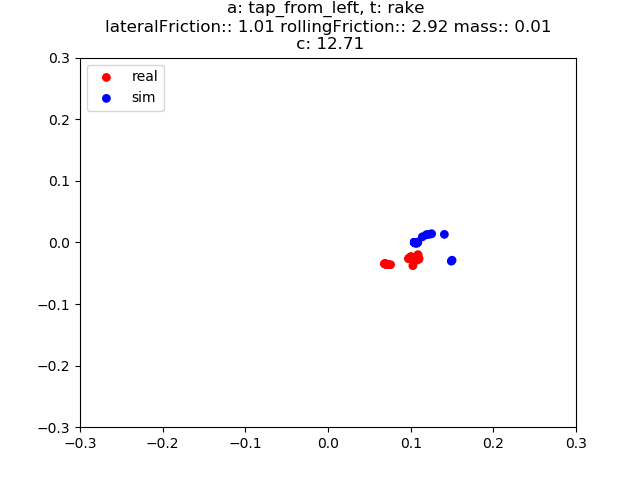 a: tap_from_left, t: rake
lateralFriction:: 1.01 rollingFriction:: 2.92 mass:: 0.01
c: 12.71
real
sim
0.3
0.2
0.1
0.0
−0.1
−0.2
−0.3
−0.3 −0.2 −0.1 0.0 0.1 0.2 0.3